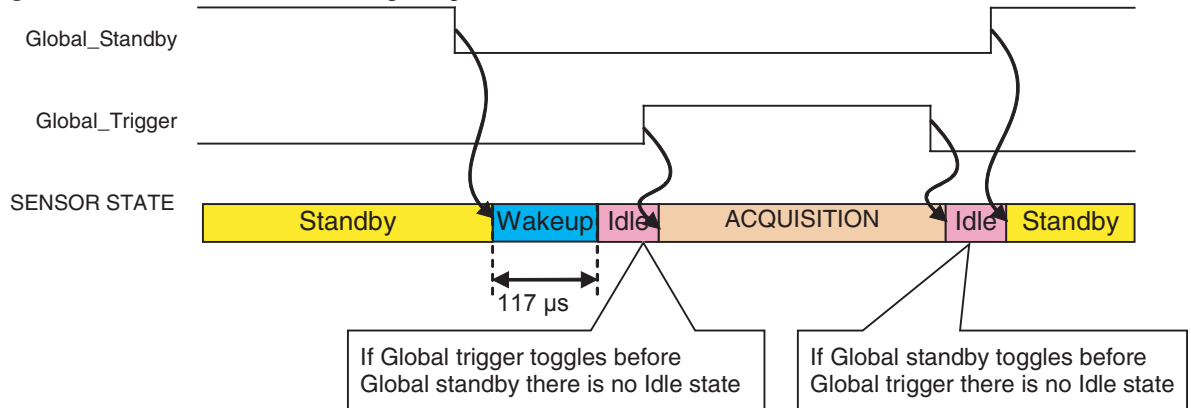 Global_Standby
Global_Trigger
SENSOR STATE
Standby Wakeup Idle ACQUISITION Idle Standby
117 µs
If Global trigger toggles before
Global standby there is no Idle state
If Global standby toggles before
Global trigger there is no Idle state